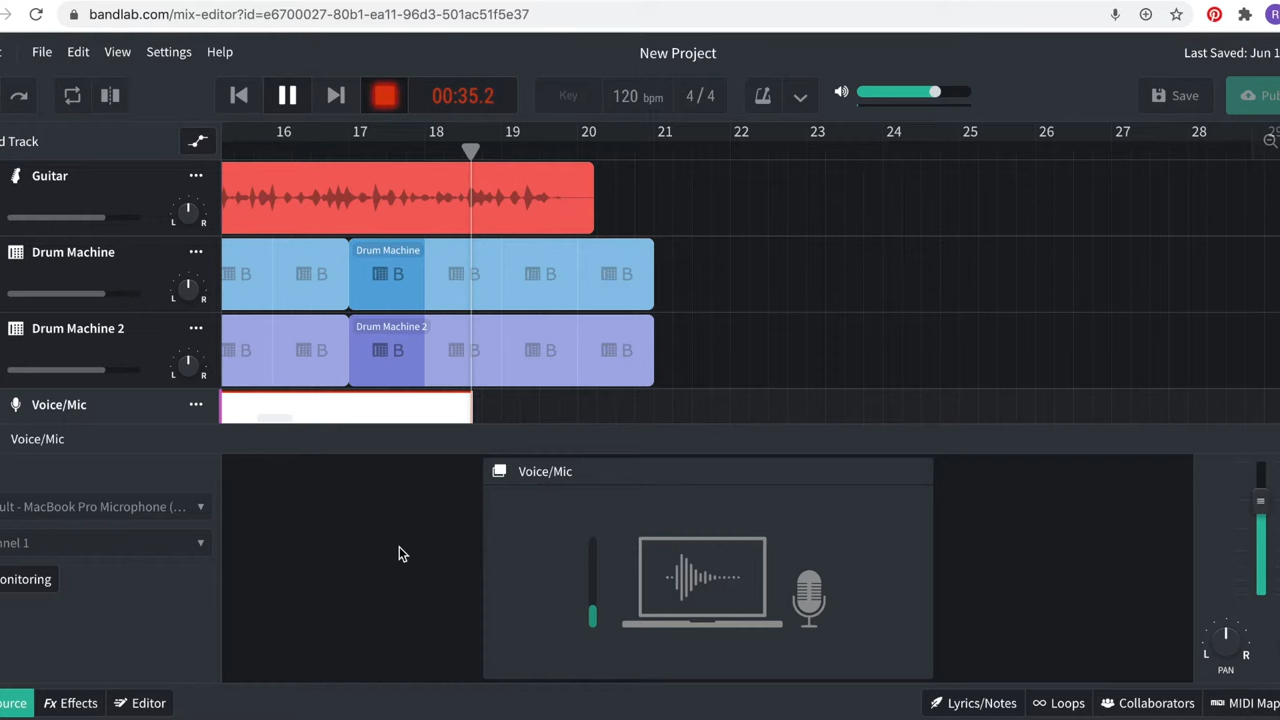 bandlab.com/mix-editor?id=e6700027-80b1-ea11-96d3-501ac51f5e37
File Edit View Settings Help New Project Last Saved: Jun 1
00:35.2 Key 120 bpm 4 / 4 Save Pub
d Track 16 17 18 19 20 21 22 23 24 25 26 27 28 29
Guitar
L R
Drum Machine Drum Machine
B B B B B
L R
Drum Machine 2 Drum Machine 2
B B B B B
L R
Voice/Mic
Voice/Mic
Voice/Mic
ult - MacBook Pro Microphone (...
nnel 1
onitoring
L R
PAN
ource Fx Effects Editor Lyrics/Notes Loops Collaborators MIDI Map